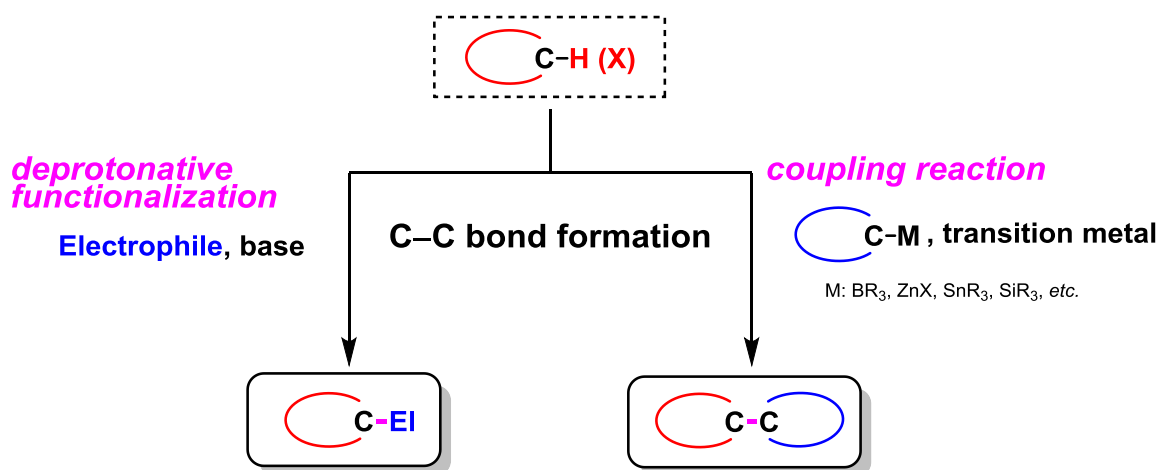 C–H (X)
deprotonative
functionalization
Electrophile, base
C–C bond formation
coupling reaction
C–M , transition metal
M: BR₃, ZnX, SnR₃, SiR₃, etc.
C-El
C-C